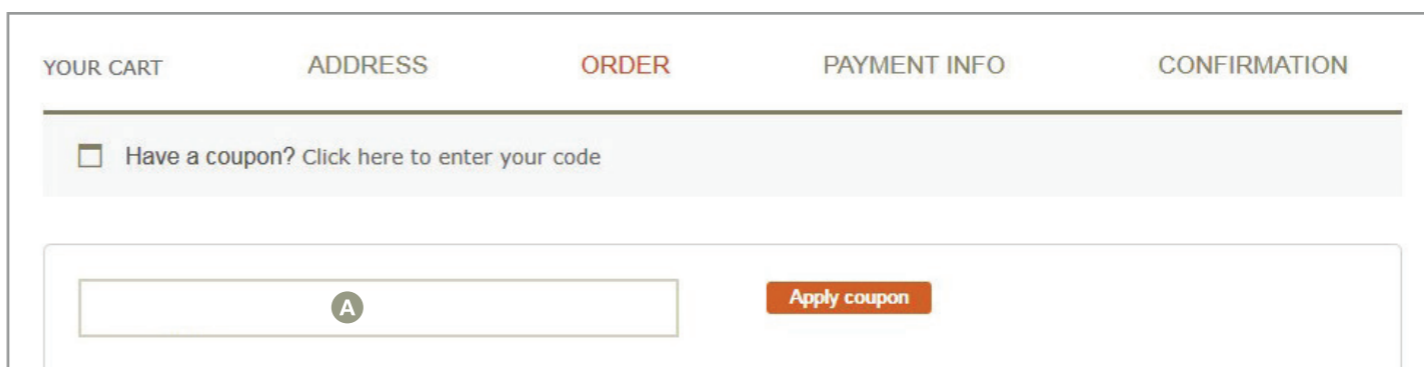 YOUR CART ADDRESS ORDER PAYMENT INFO CONFIRMATION
Have a coupon? Click here to enter your code
A Apply coupon